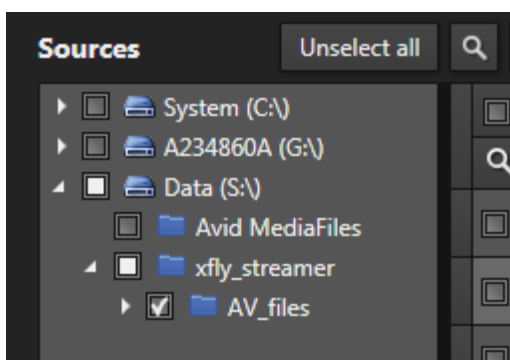 Sources Unselect all
System (C:\)
A234860A (G:\)
Data (S:\)
Avid MediaFiles
xfly_streamer
AV_files